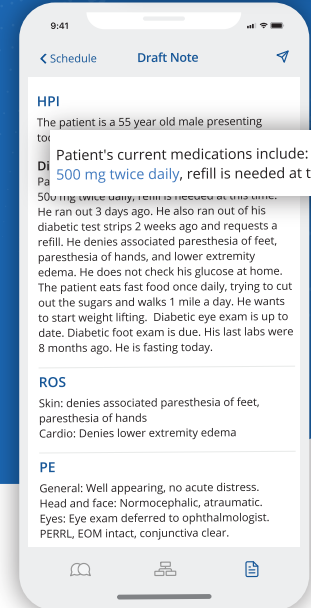 9:41
Schedule
Draft Note
HPI
The patient is a 55 year old male presenting
Patient's current medications include:
500 mg twice daily, refill is needed at
500 mg twice daily, refill is needed at this time.
He ran out 3 days ago. He also ran out of his
diabetic test strips 2 weeks ago and requests a
refill. He denies associated paresthesia of feet,
paresthesia of hands, and lower extremity
edema. He does not check his glucose at home.
The patient eats fast food once daily, trying to cut
out the sugars and walks 1 mile a day. He wants
to start weight lifting. Diabetic eye exam is up to
date. Diabetic foot exam is due. His last labs were
8 months ago. He is fasting today.
ROS
Skin: denies associated paresthesia of feet,
paresthesia of hands
Cardio: Denies lower extremity edema
PE
General: Well appearing, no acute distress.
Head and face: Normocephalic, atraumatic.
Eyes: Eye exam deferred to ophthalmologist.
PERRL, EOM intact, conjunctiva clear.